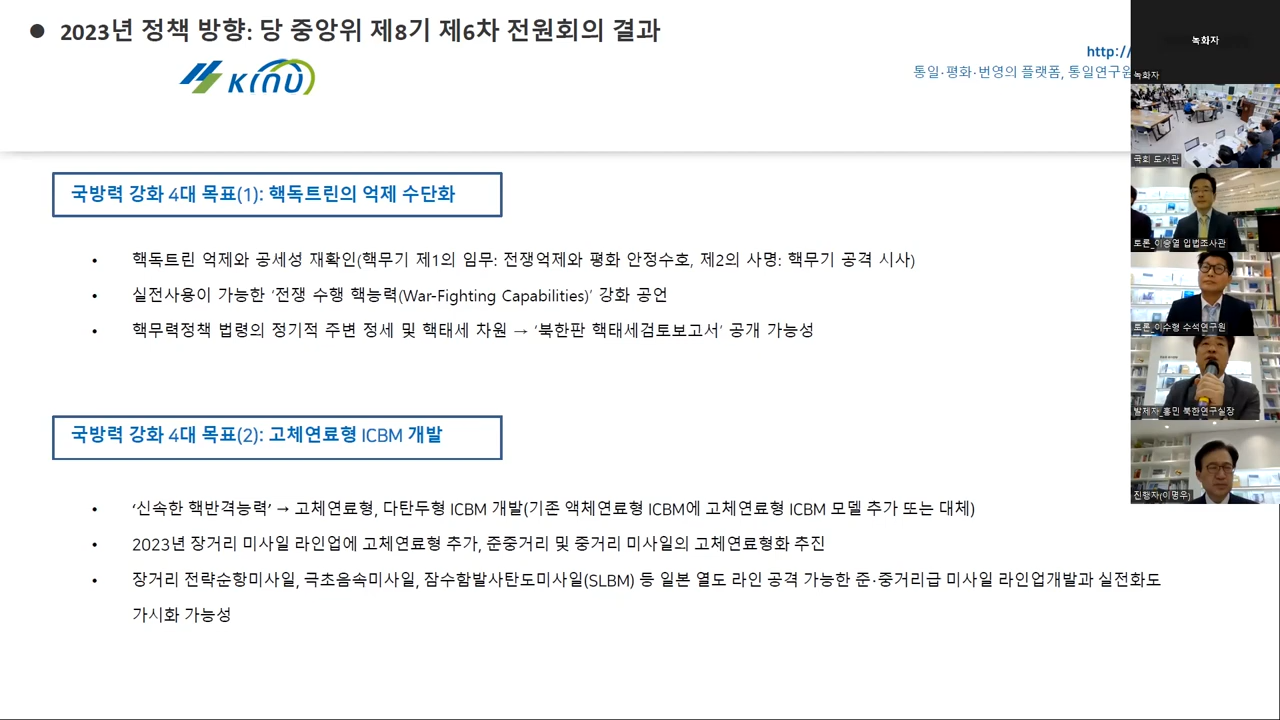 ● 2023년 정책 방향: 당 중앙위 제8기 제6차 전원회의 결과
KINU
http://
통일·평화·번영의 플랫폼, 통일연구원
국방력 강화 4대 목표(1): 핵독트린의 억제 수단화
• 핵독트린 억제와 공세성 재확인(핵무기 제1의 임무: 전쟁억제와 평화 안정수호, 제2의 사명: 핵무기 공격 시사)
• 실전사용이 가능한 ‘전쟁 수행 핵능력(War-Fighting Capabilities)’ 강화 공언
• 핵무력정책 법령의 정기적 주변 정세 및 핵태세 차원 → ‘북한판 핵태세검토보고서’ 공개 가능성
국방력 강화 4대 목표(2): 고체연료형 ICBM 개발
• ‘신속한 핵반격능력’ → 고체연료형, 다탄두형 ICBM 개발(기존 액체연료형 ICBM에 고체연료형 ICBM 모델 추가 또는 대체)
• 2023년 장거리 미사일 라인업에 고체연료형 추가, 준중거리 및 중거리 미사일의 고체연료형화 추진
• 장거리 전략순항미사일, 극초음속미사일, 잠수함발사탄도미사일(SLBM) 등 일본 열도 라인 공격 가능한 준·중거리급 미사일 라인업개발과 실전화도
가시화 가능성
녹화자
녹화자
국회 도서관
토론_이승열 입법조사관
토론_이수형 수석연구원
발제자_홍민 북한연구실장
진행자(이명우)